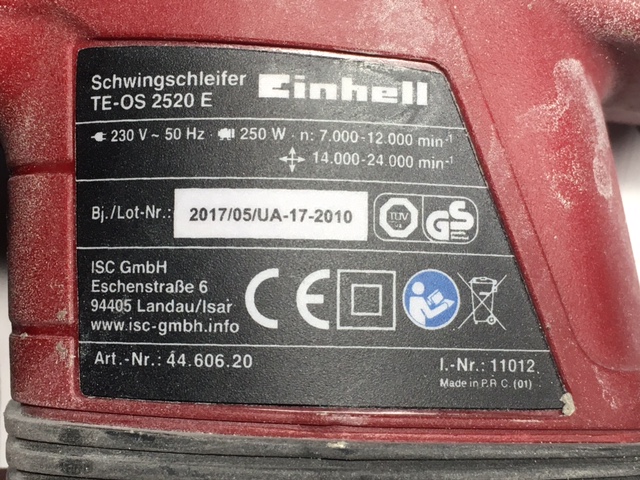 Schwingschleifer
TE-OS 2520 E
Einhell
230 V ~ 50 Hz 250 W · n: 7.000-12.000 min-¹
14.000-24.000 min-¹
Bj./Lot-Nr.: 2017/05/UA-17-2010
TÜV
GS
ISC GmbH
Eschenstraße 6
94405 Landau/Isar
www.isc-gmbh.info
CE
Art.-Nr.: 44.606.20
I.-Nr.: 11012
Made in P.R.C. (01)